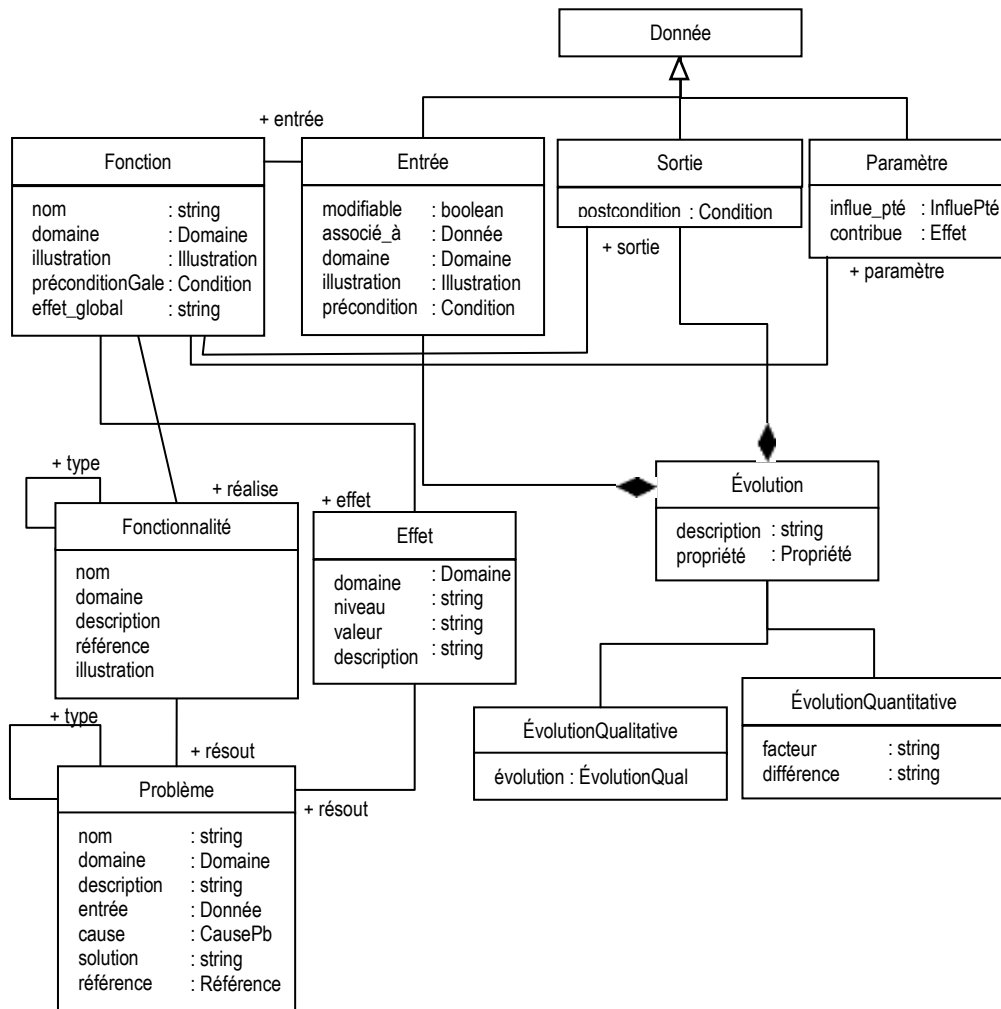 Donnée
+ entrée
Fonction
nom : string
domaine : Domaine
illustration : Illustration
préconditionGale : Condition
effet_global : string
Entrée
modifiable : boolean
associé_à : Donnée
domaine : Domaine
illustration : Illustration
précondition : Condition
Sortie
postcondition : Condition
+ sortie
Paramètre
influe_pté : InfluePté
contribue : Effet
+ paramètre
+ type
+ réalise
Fonctionnalité
nom
domaine
description
référence
illustration
+ effet
Effet
domaine : Domaine
niveau : string
valeur : string
description : string
Évolution
description : string
propriété : Propriété
ÉvolutionQualitative
évolution : ÉvolutionQual
ÉvolutionQuantitative
facteur : string
différence : string
+ type
+ résout
+ résout
Problème
nom : string
domaine : Domaine
description : string
entrée : Donnée
cause : CausePb
solution : string
référence : Référence